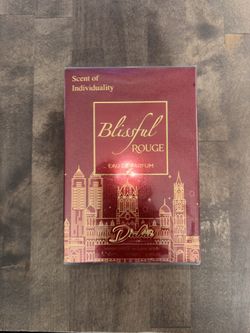 Scent of
Individuality
Blissful
ROUGE
EAU DE PARFUM